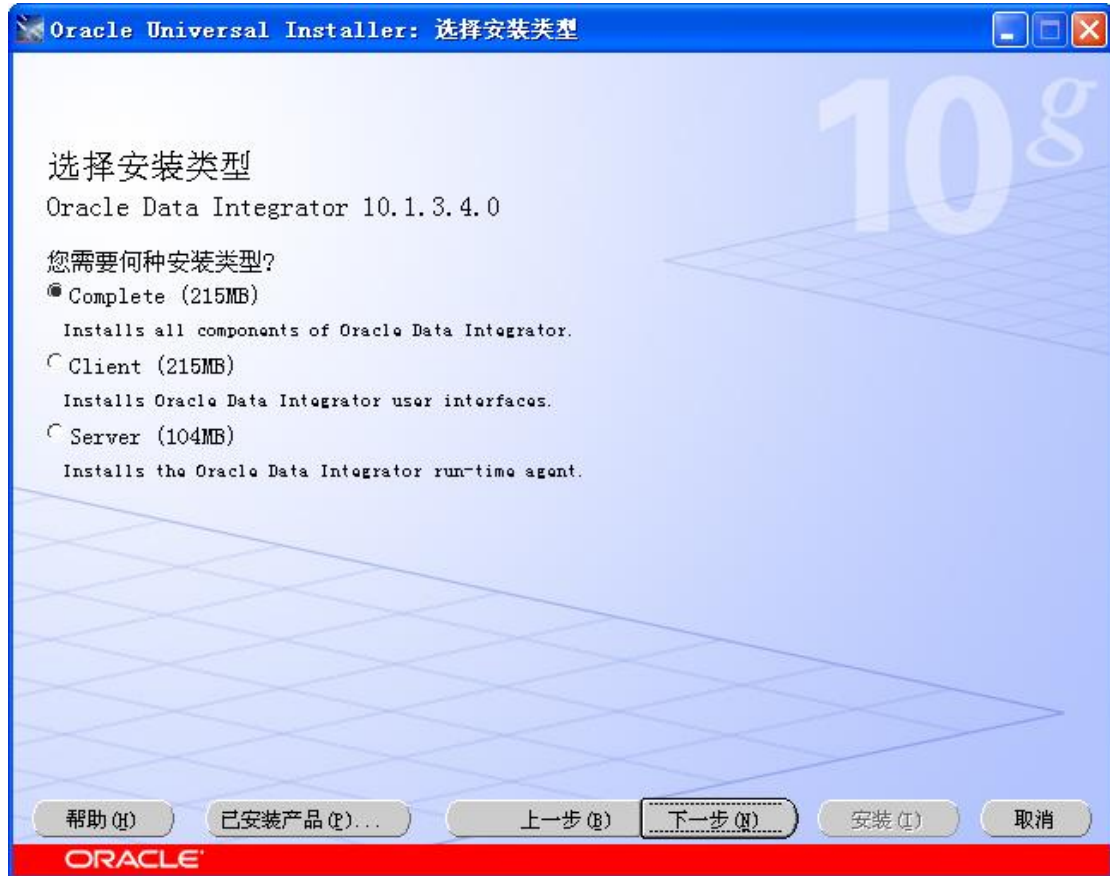 Oracle Universal Installer: 选择安装类型
10g
选择安装类型
Oracle Data Integrator 10.1.3.4.0
您需要何种安装类型?
Complete (215MB)
Installs all components of Oracle Data Integrator.
Client (215MB)
Installs Oracle Data Integrator user interfaces.
Server (104MB)
Installs the Oracle Data Integrator run-time agent.
帮助(H) 已安装产品(P)... 上一步(B) 下一步(N) 安装(I) 取消
ORACLE